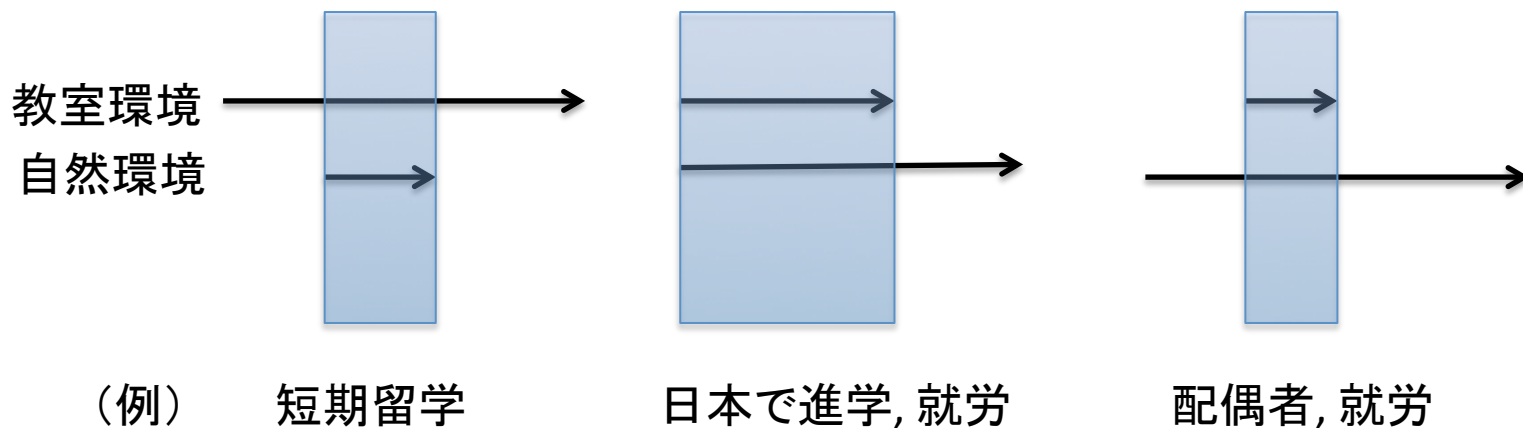 教室環境
自然環境
（例） 短期留学 日本で進学, 就労 配偶者, 就労